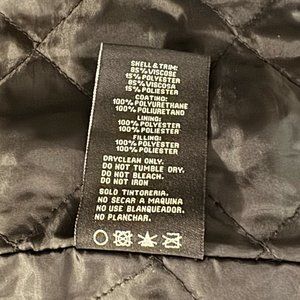 SHELL & TRIM:
85% VISCOSE
15% POLYESTER
85% VISCOSA
15% POLIESTER
COATING:
100% POLYURETHANE
100% POLIURETANO
LINING:
100% POLYESTER
100% POLIESTER
FILLING:
100% POLYESTER
100% POLIESTER
DRYCLEAN ONLY.
DO NOT TUMBLE DRY.
DO NOT BLEACH.
DO NOT IRON
SOLO TINTORERIA.
NO SECAR A MAQUINA
NO USE BLANQUEADOR.
NO PLANCHAR.